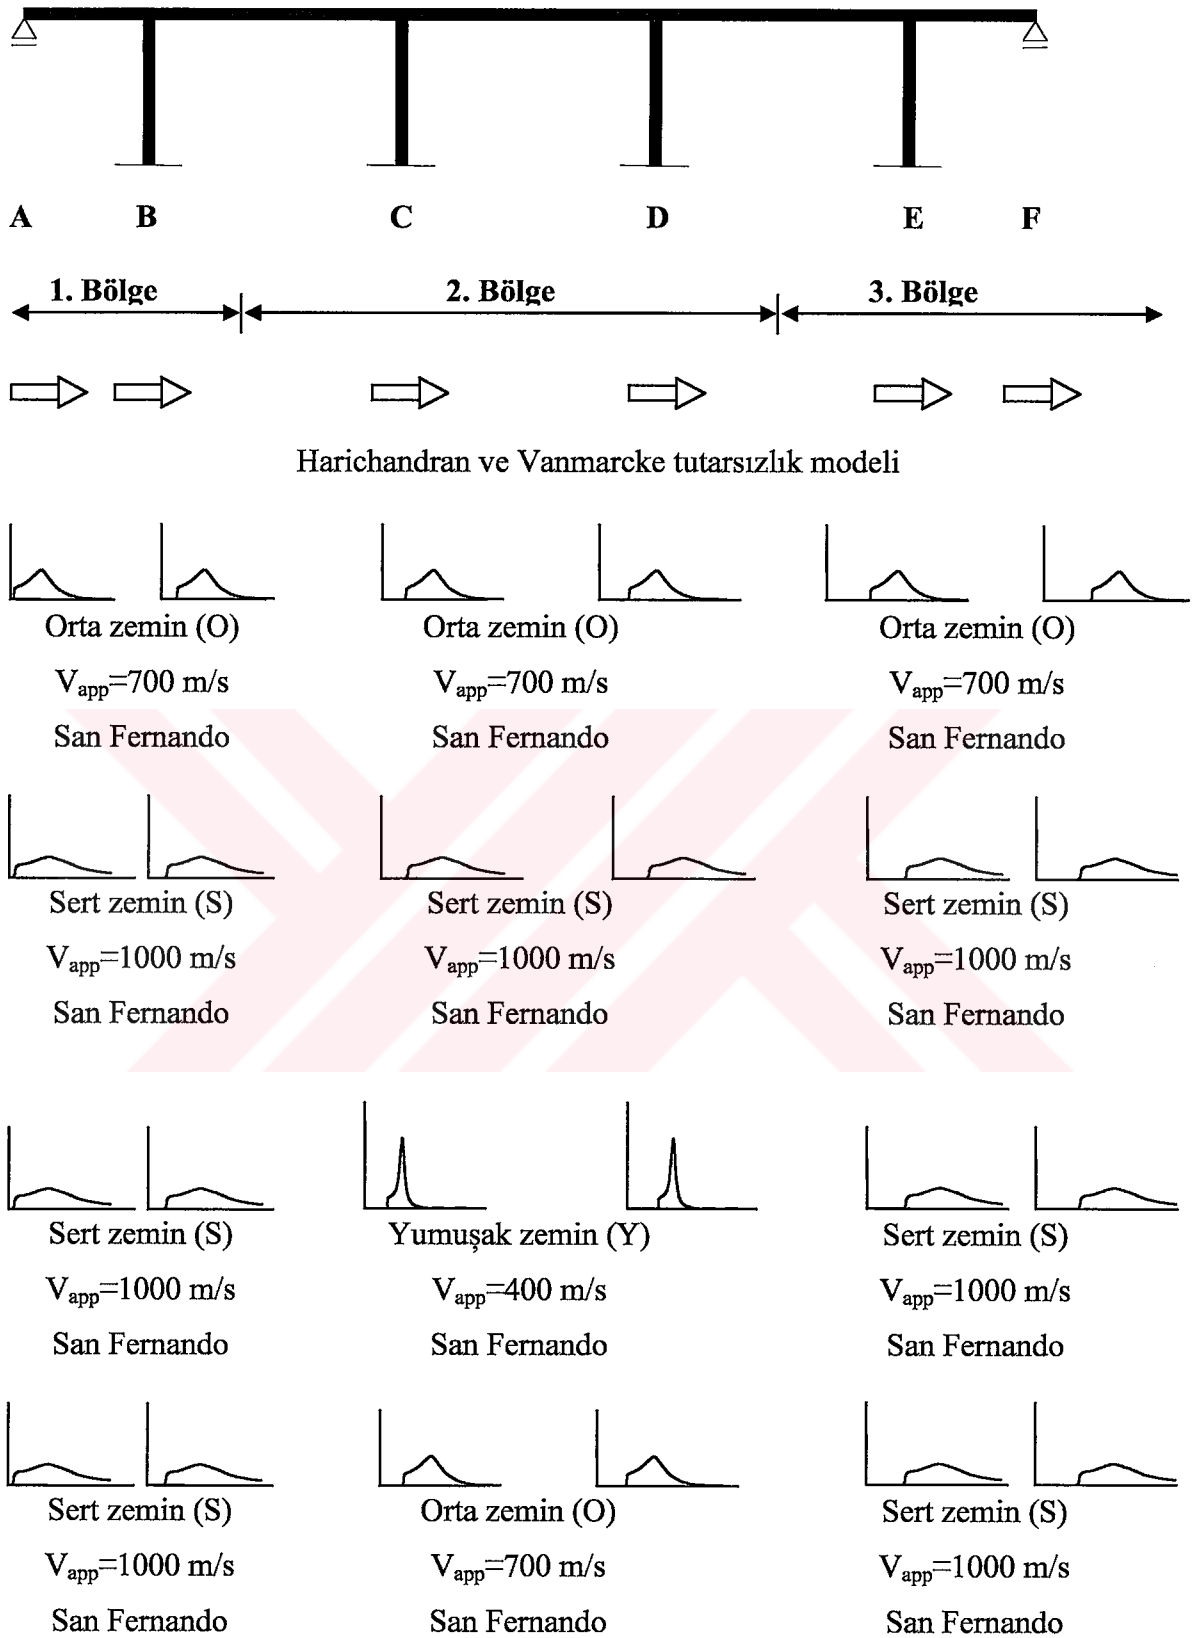 A B C D E F
1. Bölge 2. Bölge 3. Bölge
Harichandran ve Vanmarcke tutarsızlık modeli
Orta zemin (O) Orta zemin (O) Orta zemin (O)
Vapp=700 m/s Vapp=700 m/s Vapp=700 m/s
San Fernando San Fernando San Fernando
Sert zemin (S) Sert zemin (S) Sert zemin (S)
Vapp=1000 m/s Vapp=1000 m/s Vapp=1000 m/s
San Fernando San Fernando San Fernando
Sert zemin (S) Yumuşak zemin (Y) Sert zemin (S)
Vapp=1000 m/s Vapp=400 m/s Vapp=1000 m/s
San Fernando San Fernando San Fernando
Sert zemin (S) Orta zemin (O) Sert zemin (S)
Vapp=1000 m/s Vapp=700 m/s Vapp=1000 m/s
San Fernando San Fernando San Fernando